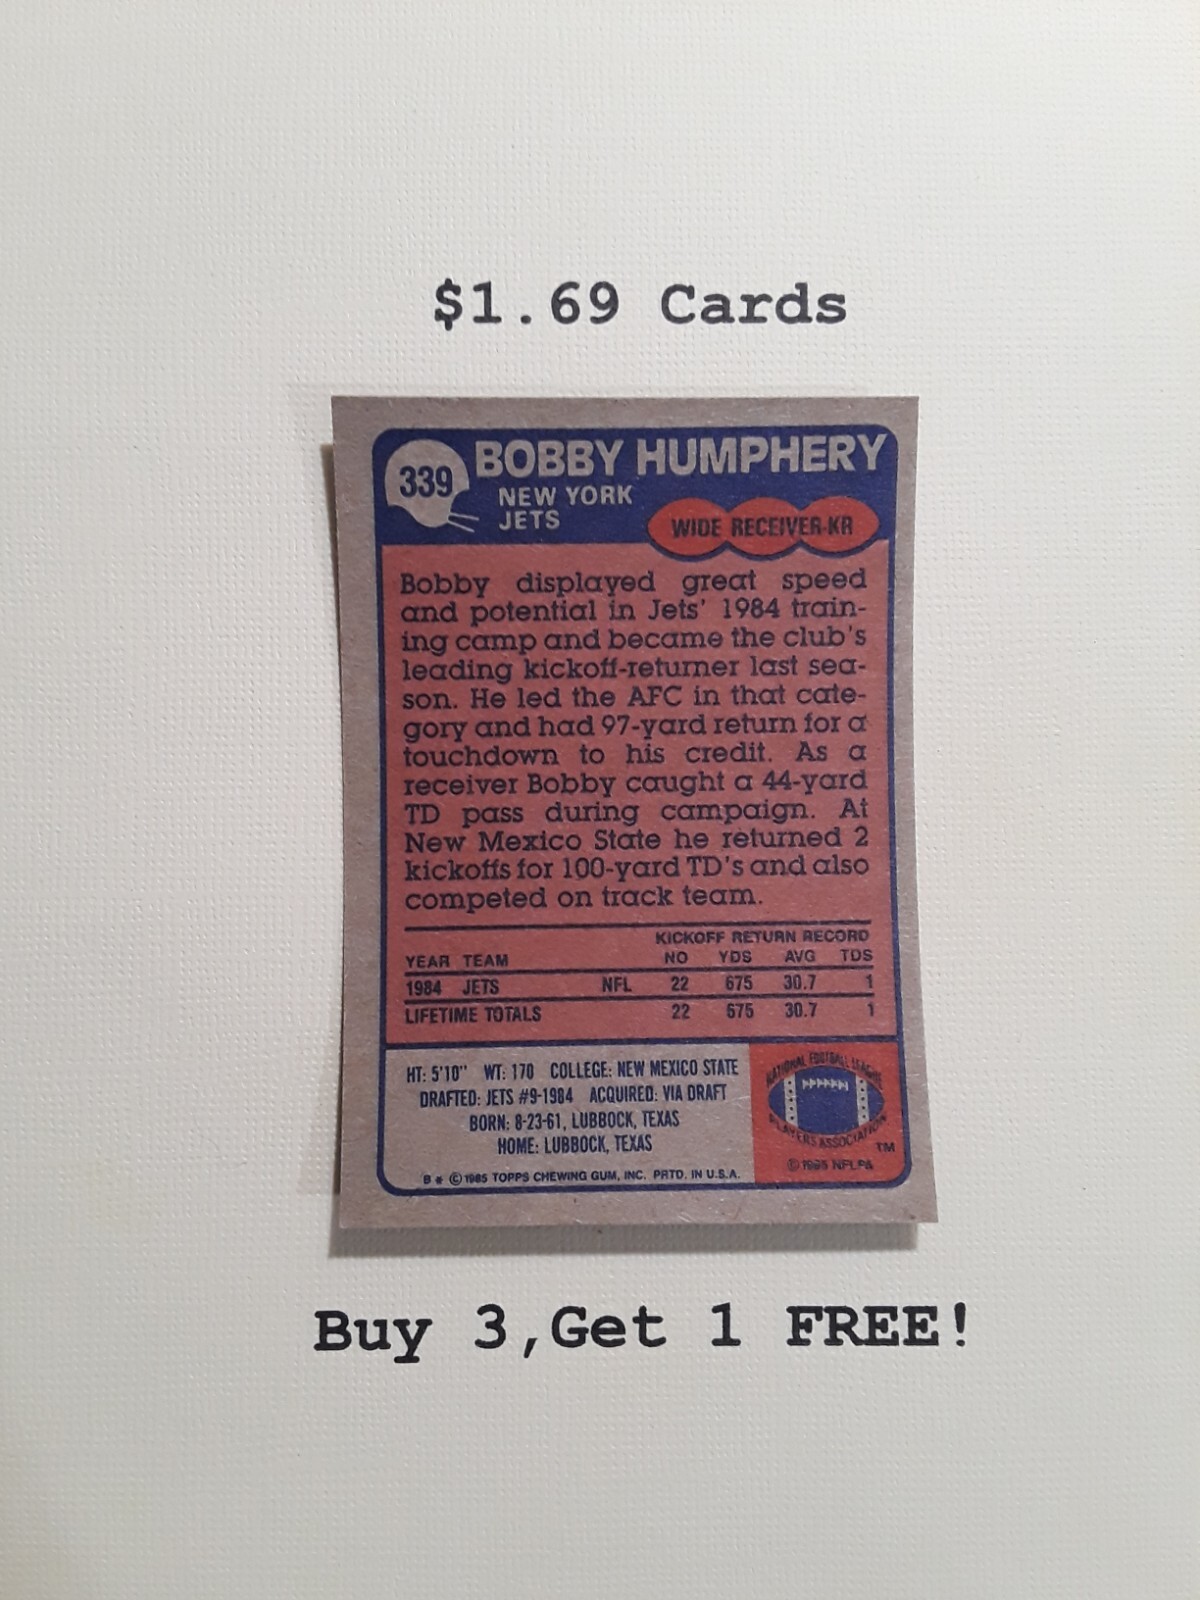 $1.69 Cards
339
BOBBY HUMPHERY
NEW YORK
JETS
WIDE RECEIVER-KR
Bobby displayed great speed
and potential in Jets' 1984 train-
ing camp and became the club's
leading kickoff-returner last sea-
son. He led the AFC in that cate-
gory and had 97-yard return for a
touchdown to his credit. As a
receiver Bobby caught a 44-yard
TD pass during campaign. At
New Mexico State he returned 2
kickoffs for 100-yard TD's and also
competed on track team.
KICKOFF RETURN RECORD
YEAR TEAM NO YDS AVG TDS
1984 JETS NFL 22 675 30.7 1
LIFETIME TOTALS 22 675 30.7 1
HT: 5'10" WT: 170 COLLEGE: NEW MEXICO STATE
DRAFTED: JETS #9-1984 ACQUIRED: VIA DRAFT
BORN: 8-23-61, LUBBOCK, TEXAS
HOME: LUBBOCK, TEXAS
B * © 1985 TOPPS CHEWING GUM, INC. PRTD. IN U.S.A.
NATIONAL FOOTBALL LEAGUE
PLAYERS ASSOCIATION
TM
© 1985 NFLPA
Buy 3,Get 1 FREE!